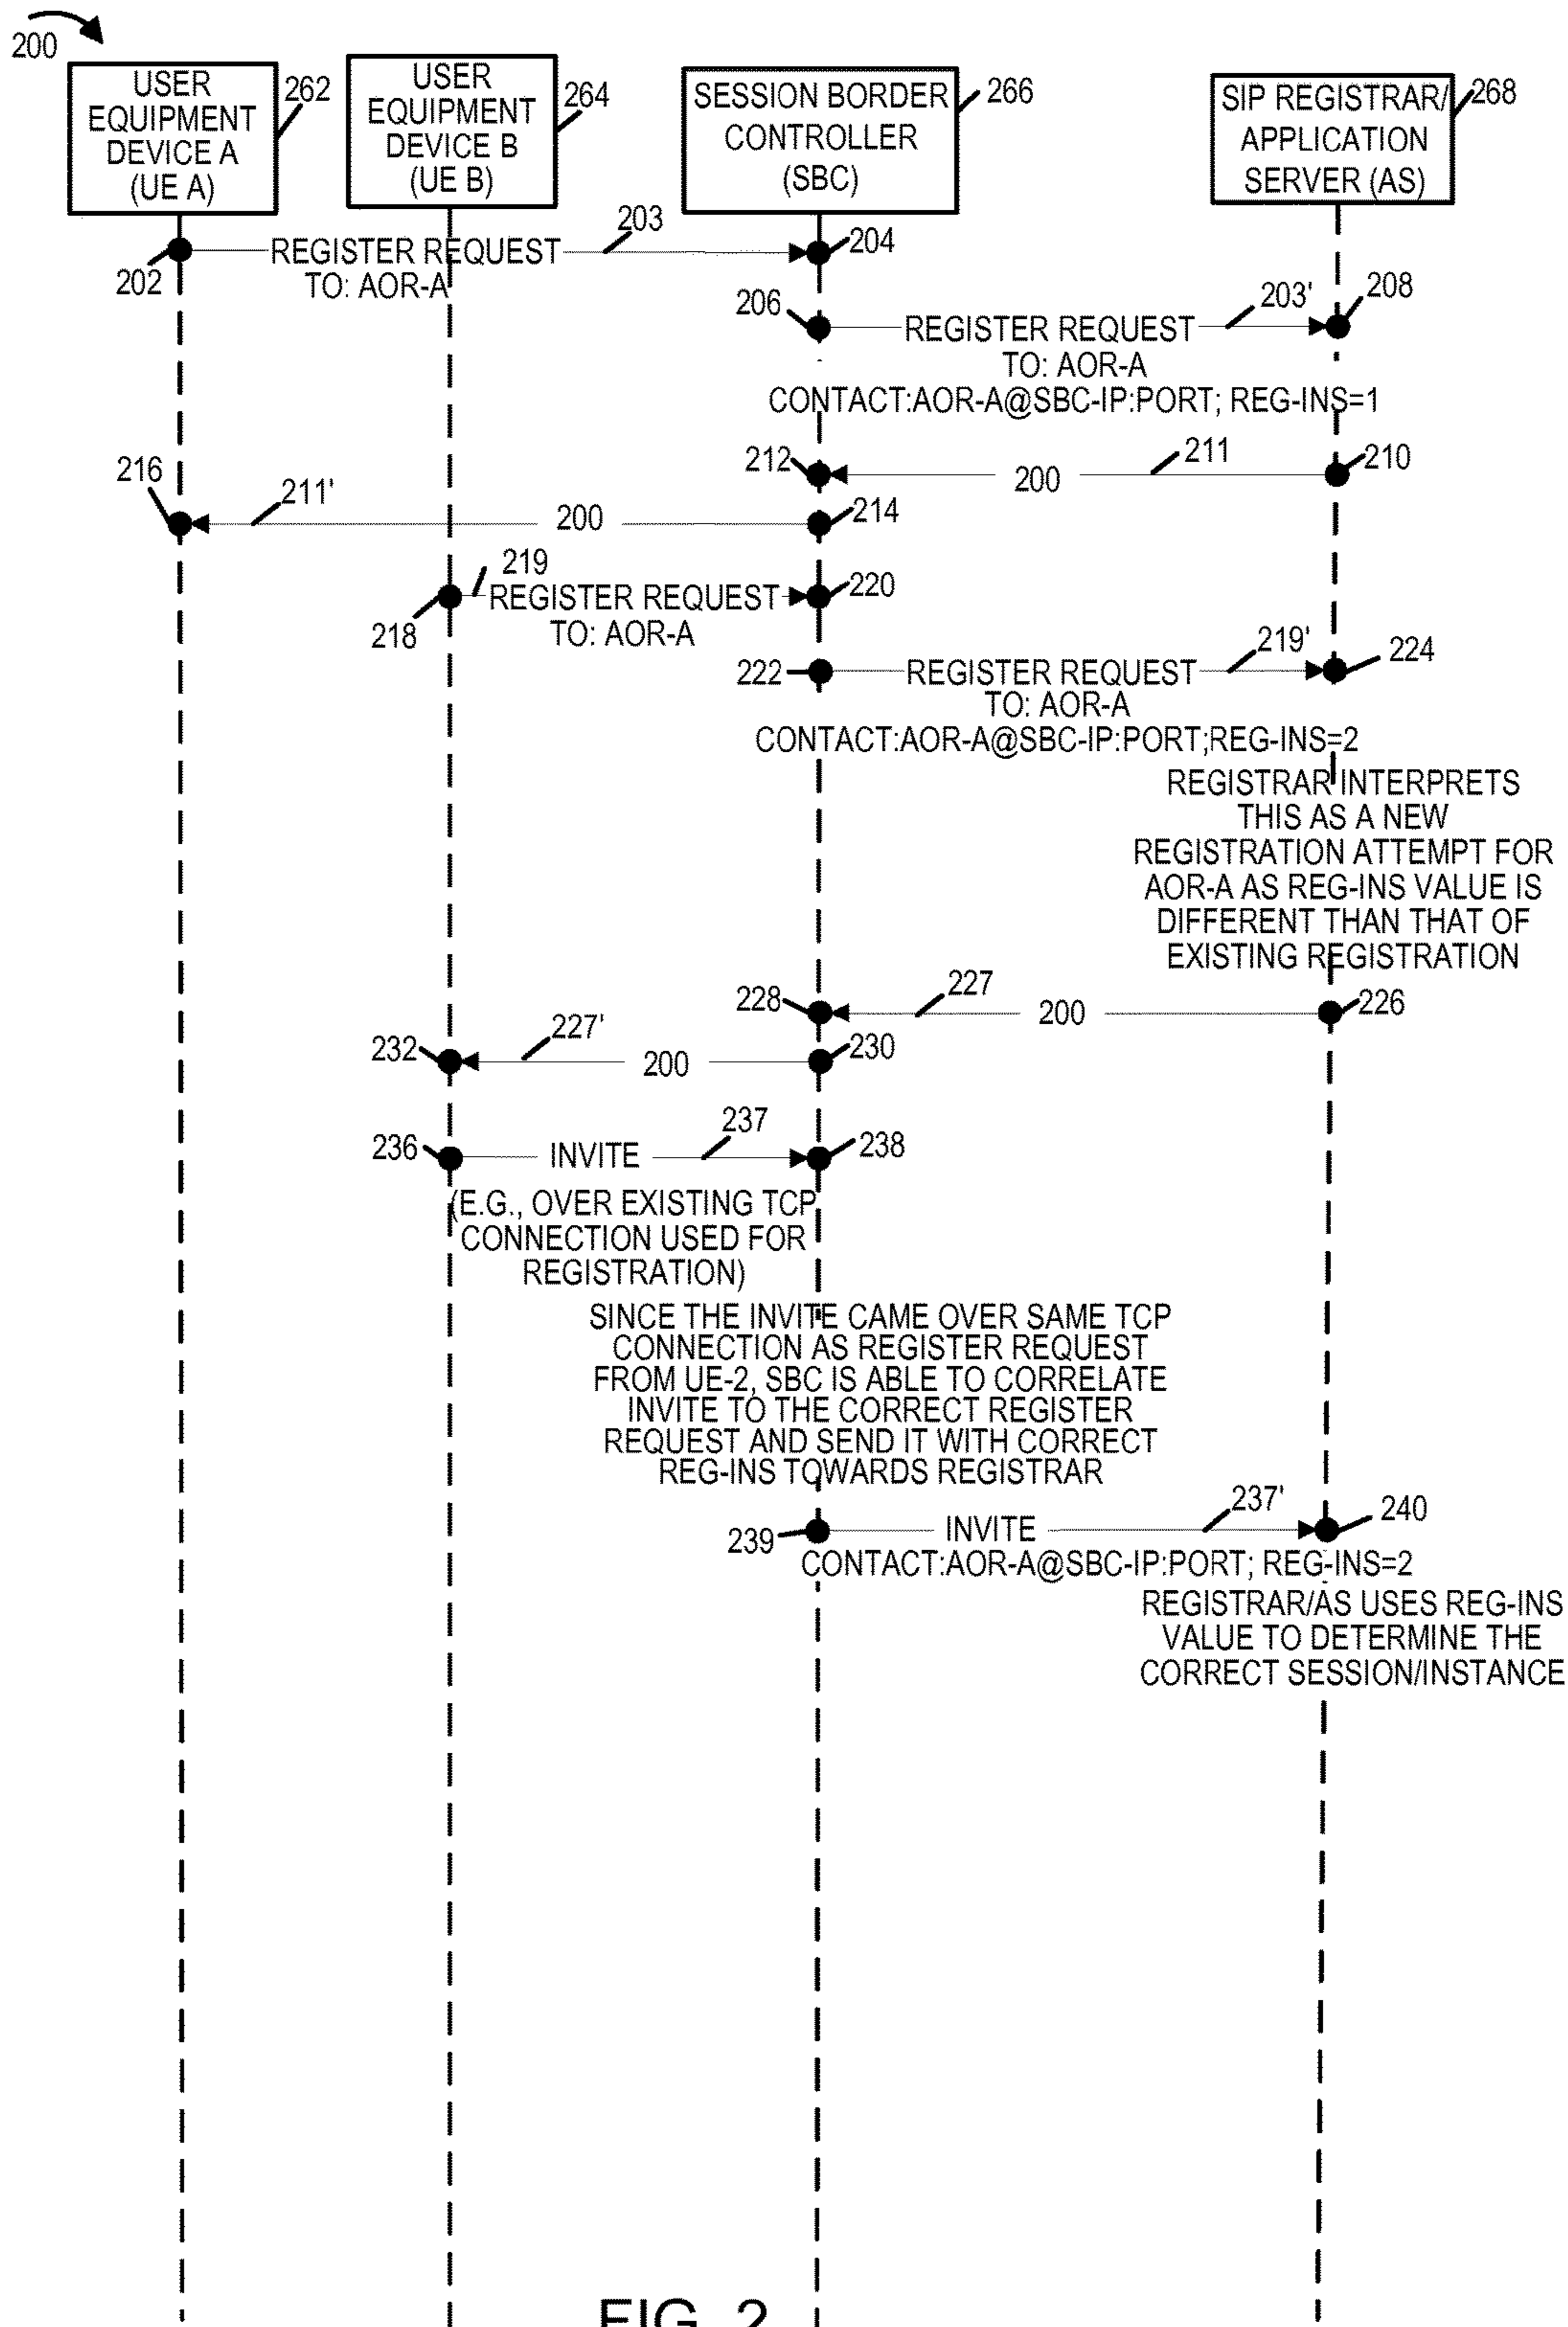 200
USER
EQUIPMENT
DEVICE A
(UE A)
262
USER
EQUIPMENT
DEVICE B
(UE B)
264
SESSION BORDER
CONTROLLER
(SBC)
266
SIP REGISTRAR/
APPLICATION
SERVER (AS)
268
202
REGISTER REQUEST
TO: AOR-A
203
204
206
REGISTER REQUEST
TO: AOR-A
CONTACT:AOR-A@SBC-IP:PORT; REG-INS=1
203'
208
212
200
211
210
216
211'
200
214
218
219
REGISTER REQUEST
TO: AOR-A
220
222
REGISTER REQUEST
TO: AOR-A
CONTACT:AOR-A@SBC-IP:PORT;REG-INS=2
219'
224
REGISTRAR INTERPRETS
THIS AS A NEW
REGISTRATION ATTEMPT FOR
AOR-A AS REG-INS VALUE IS
DIFFERENT THAN THAT OF
EXISTING REGISTRATION
228
227
200
226
232
227'
200
230
236
INVITE
237
238
(E.G., OVER EXISTING TCP
CONNECTION USED FOR
REGISTRATION)
SINCE THE INVITE CAME OVER SAME TCP
CONNECTION AS REGISTER REQUEST
FROM UE-2, SBC IS ABLE TO CORRELATE
INVITE TO THE CORRECT REGISTER
REQUEST AND SEND IT WITH CORRECT
REG-INS TOWARDS REGISTRAR
239
INVITE
237'
240
CONTACT:AOR-A@SBC-IP:PORT; REG-INS=2
REGISTRAR/AS USES REG-INS
VALUE TO DETERMINE THE
CORRECT SESSION/INSTANCE
FIG. 2